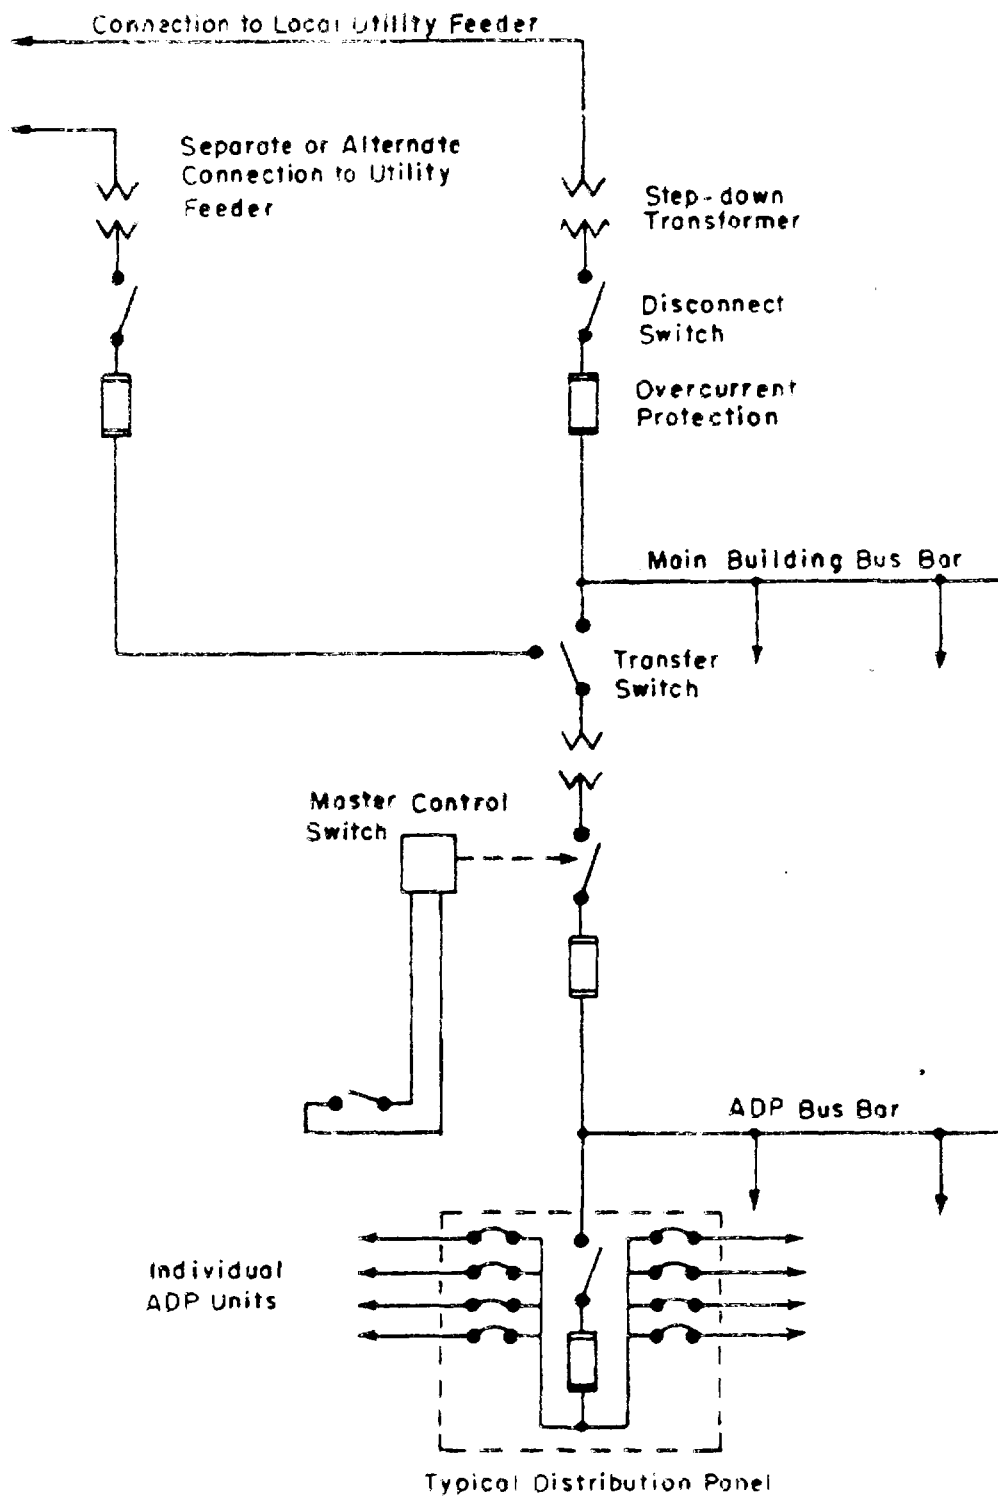 Connection to Local Utility Feeder
Separate or Alternate
Connection to Utility
Feeder
Step-down
Transformer
Disconnect
Switch
Overcurrent
Protection
Main Building Bus Bar
Transfer
Switch
Master Control
Switch
ADP Bus Bar
Individual
ADP Units
Typical Distribution Panel